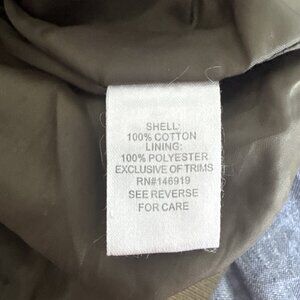 SHELL:
100% COTTON
LINING:
100% POLYESTER
EXCLUSIVE OF TRIMS
RN#146919
SEE REVERSE
FOR CARE